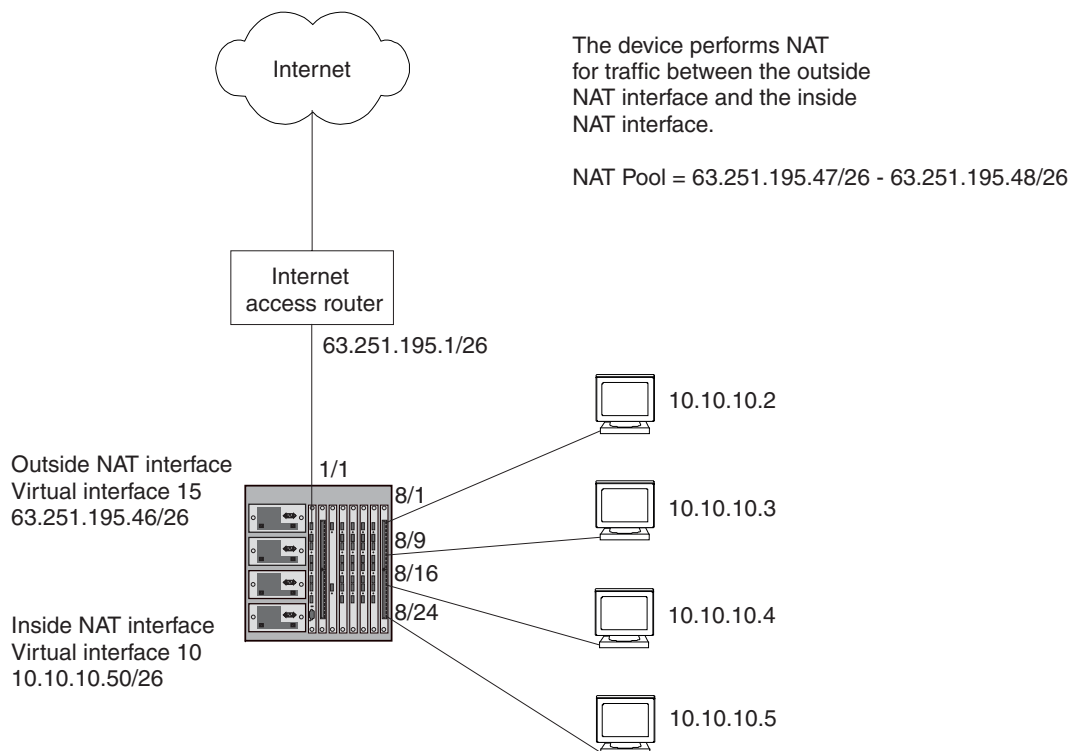 Internet
The device performs NAT
for traffic between the outside
NAT interface and the inside
NAT interface.
NAT Pool = 63.251.195.47/26 - 63.251.195.48/26
Internet
access router
63.251.195.1/26
10.10.10.2
Outside NAT interface
Virtual interface 15
63.251.195.46/26
1/1
8/1
10.10.10.3
8/9
8/16
8/24
10.10.10.4
Inside NAT interface
Virtual interface 10
10.10.10.50/26
10.10.10.5